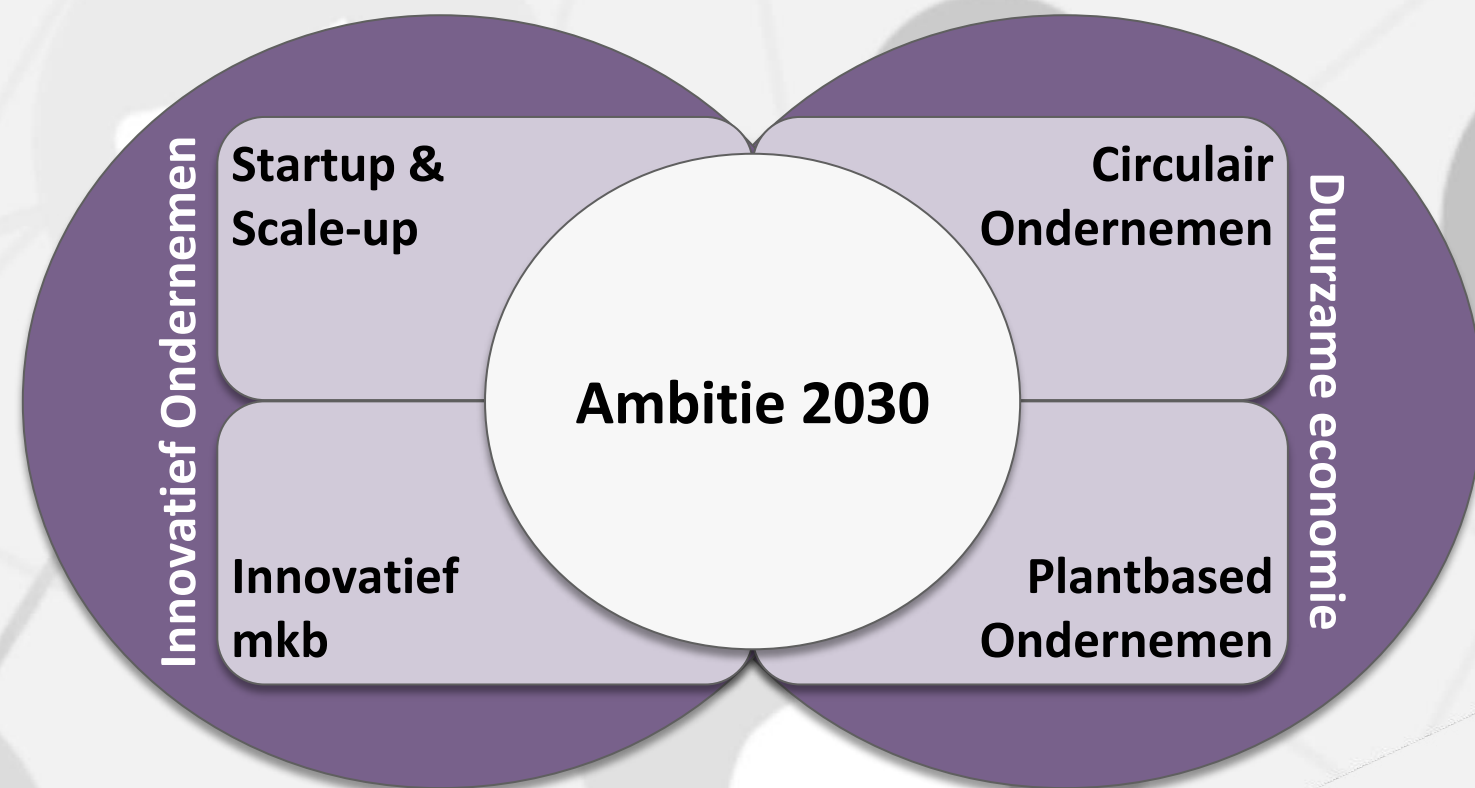 Innovatief Ondernemen
Startup &
Scale-up
Innovatief
mkb
Ambitie 2030
Circulair
Ondernemen
Plantbased
Ondernemen
Duurzame economie